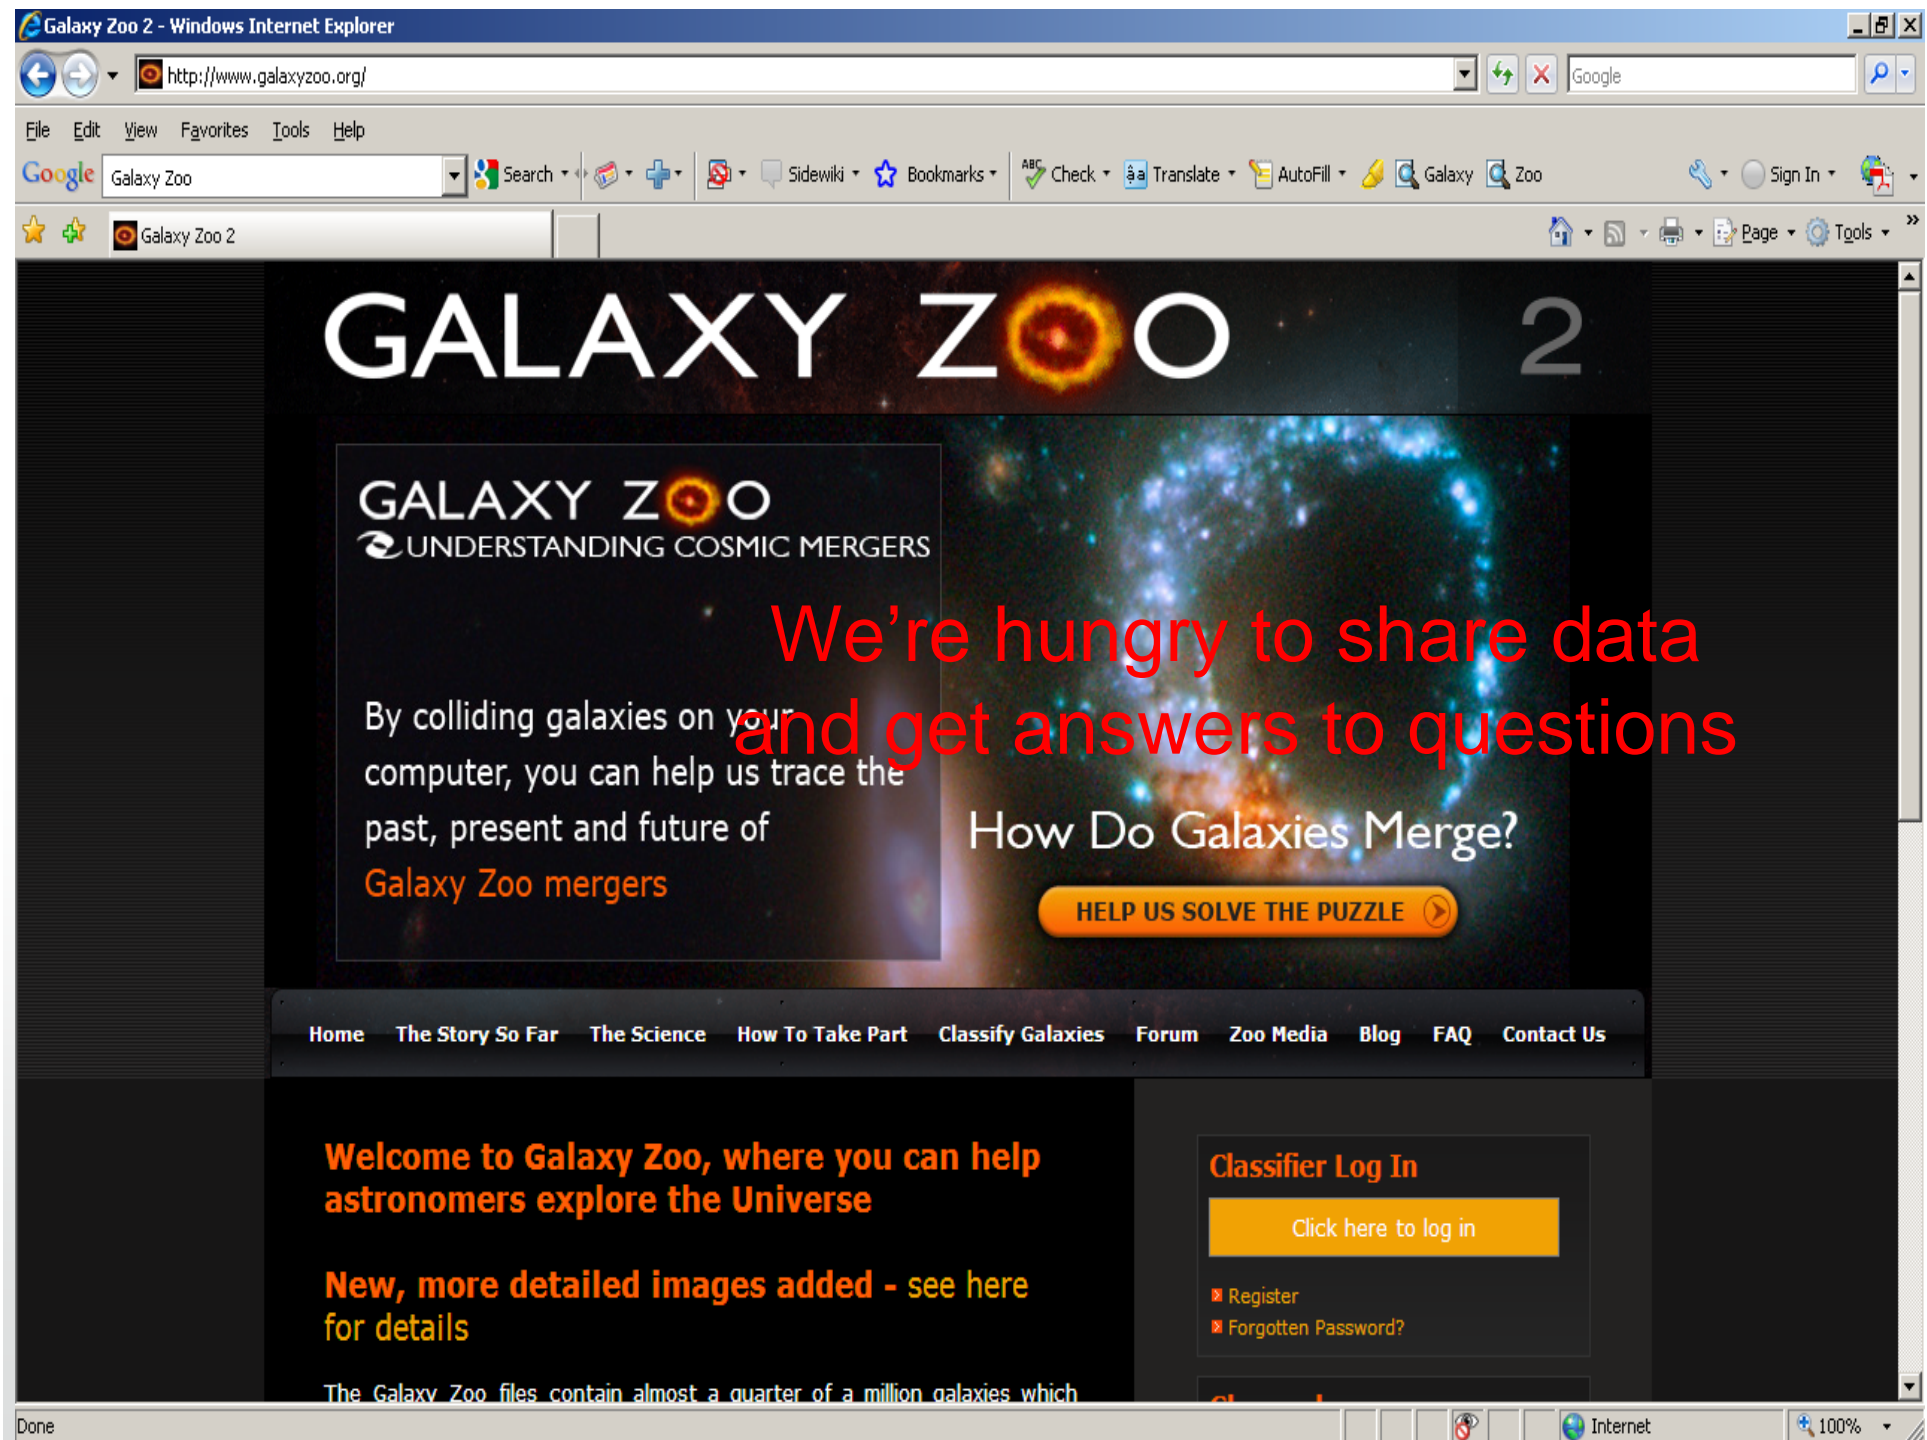 Galaxy Zoo 2 - Windows Internet Explorer
http://www.galaxyzoo.org/
Google
File Edit View Favorites Tools Help
Google Galaxy Zoo Search Sidewiki Bookmarks ABC Check âa Translate AutoFill Galaxy Zoo Sign In
Galaxy Zoo 2
Page Tools »
GALAXY ZOO 2
GALAXY ZOO
UNDERSTANDING COSMIC MERGERS
We're hungry to share data
and get answers to questions
By colliding galaxies on your
computer, you can help us trace the
past, present and future of
Galaxy Zoo mergers
How Do Galaxies Merge?
HELP US SOLVE THE PUZZLE
Home The Story So Far The Science How To Take Part Classify Galaxies Forum Zoo Media Blog FAQ Contact Us
Welcome to Galaxy Zoo, where you can help
astronomers explore the Universe
New, more detailed images added - see here
for details
The Galaxy Zoo files contain almost a quarter of a million galaxies which
Classifier Log In
Click here to log in
Register
Forgotten Password?
Done
Internet
100%